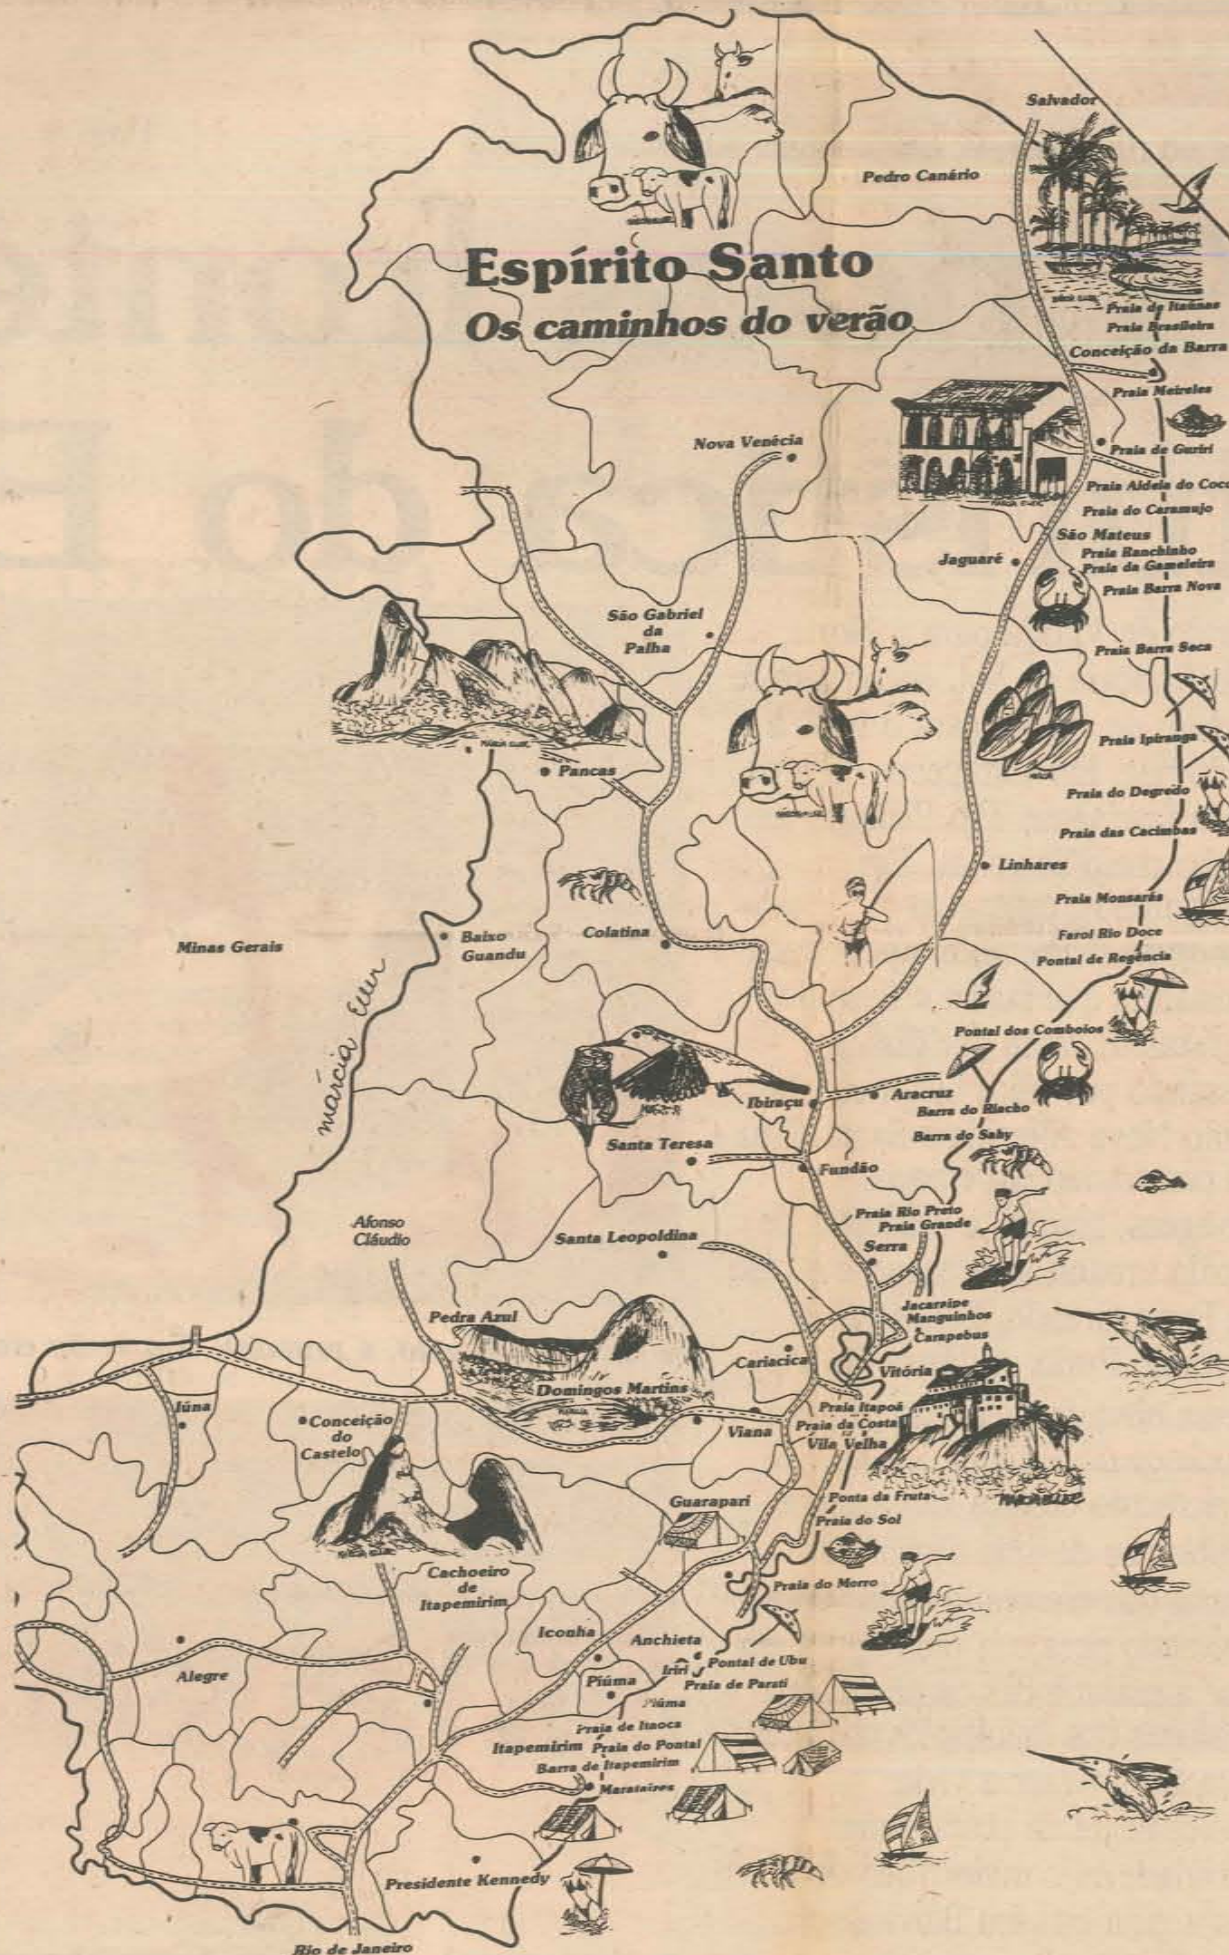 Salvador
Pedro Canário
Espírito Santo
Os caminhos do verão
Praia de Itaúnas
Praia Brasileira
Conceição da Barra
Praia Meireles
Nova Venécia
Praia de Guriri
Praia Aldeia do Coco
Praia do Caramujo
São Mateus
Praia Ranchinho
Praia da Gameleira
Jaguaré
Praia Barra Nova
São Gabriel
da
Palha
Praia Barra Seca
Praia Ipiranga
Pancas
Praia do Degredo
Praia das Cacimbas
Linhares
Praia Monsarás
Farol Rio Doce
Pontal de Regência
Minas Gerais
Baixo
Guandu
Colatina
márcia Eller
Pontal dos Comboios
Ibiraçu
Aracruz
Barra do Riacho
Barra do Sahy
Santa Teresa
Fundão
Praia Rio Preto
Praia Grande
Afonso
Cláudio
Santa Leopoldina
Serra
Jacaraípe
Manguinhos
Carapebus
Pedra Azul
Cariacica
Vitória
Domingos Martins
Iúna
Conceição
do
Castelo
Viana
Praia Itapoã
Praia da Costa
Vila Velha
Guarapari
Ponta da Fruta
Praia do Sol
Praia do Morro
Cachoeiro
de
Itapemirim
Iconha
Anchieta
Alegre
Iriri
Pontal de Ubu
Piúma
Praia de Parati
Piúma
Praia de Itaoca
Itapemirim
Praia do Pontal
Barra de Itapemirim
Marataízes
Presidente Kennedy
Rio de Janeiro